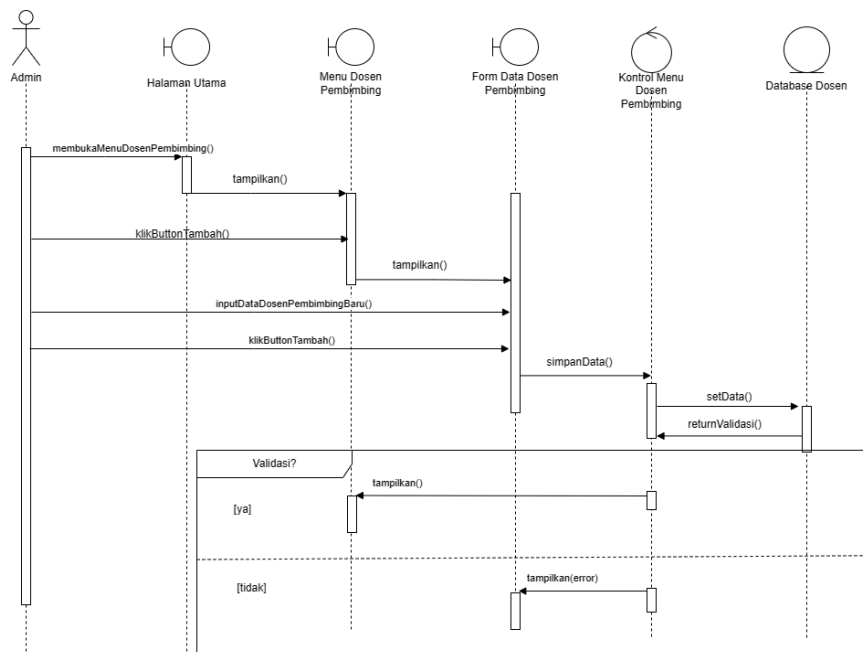 Admin
Halaman Utama
Menu Dosen
Pembimbing
Form Data Dosen
Pembimbing
Kontrol Menu
Dosen
Pembimbing
Database Dosen
membukaMenuDosenPembimbing()
tampilkan()
klikButtonTambah()
tampilkan()
inputDataDosenPembimbingBaru()
klikButtonTambah()
simpanData()
setData()
returnValidasi()
Validasi?
tampilkan()
[ya]
tampilkan(error)
[tidak]